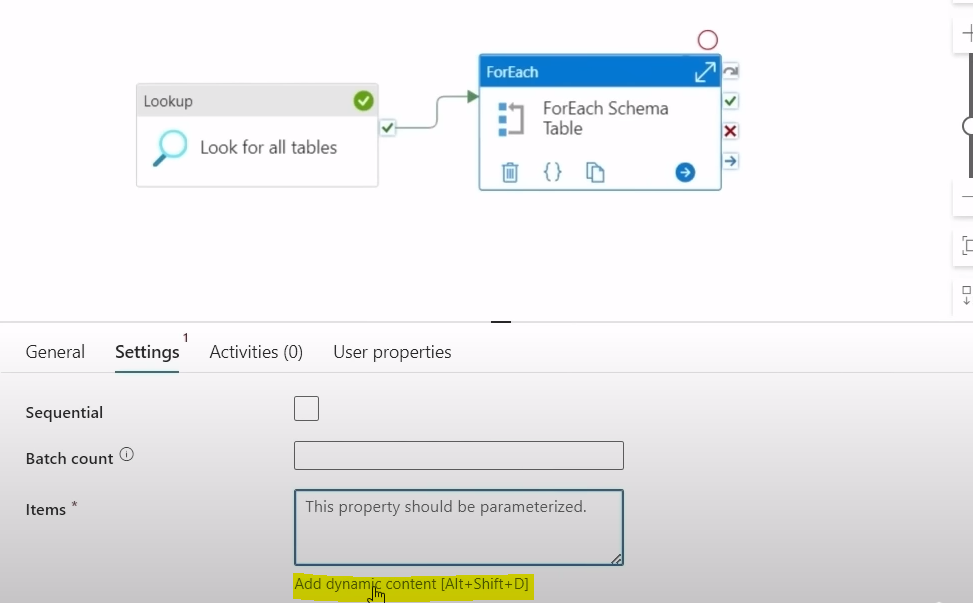 Lookup
Look for all tables
ForEach
ForEach Schema
Table
{}
General
Settings 1
Activities (0)
User properties
Sequential
Batch count
Items *
This property should be parameterized.
Add dynamic content [Alt+Shift+D]